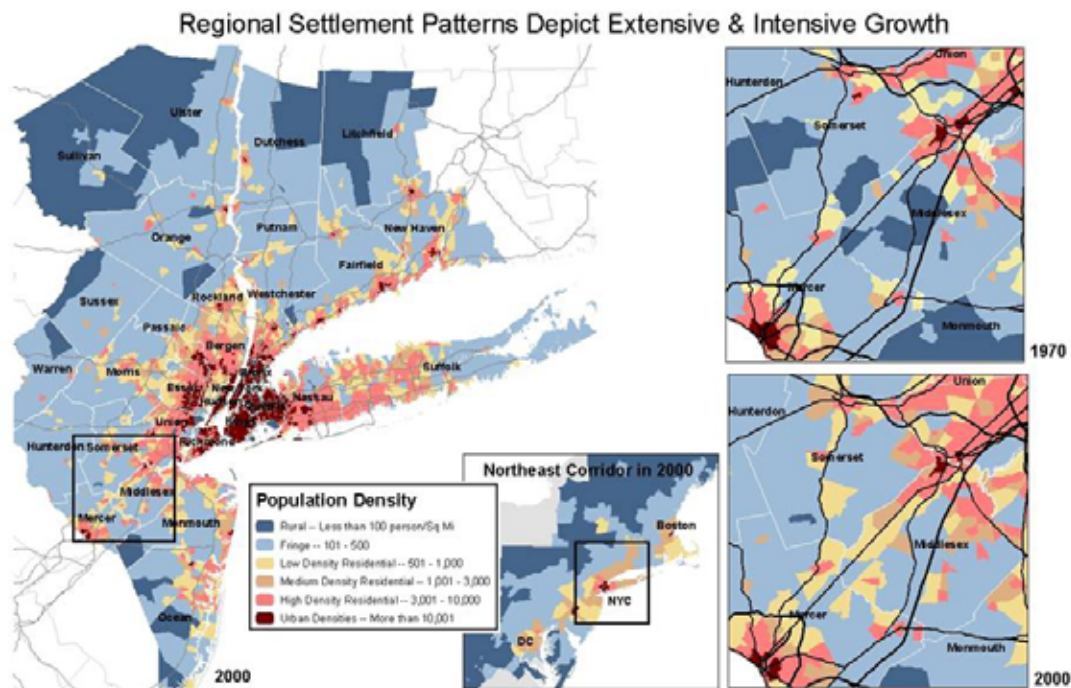 Regional Settlement Patterns Depict Extensive & Intensive Growth
Ulster
Dutchess
Litchfield
Sullivan
Orange
Putnam
New Haven
Fairfield
Sussex
Rockland
Westchester
Passaic
Bergen
Warren
Morris
Essex
Suffolk
Nassau
Union
Richmond
Hunterdon
Somerset
Middlesex
Mercer
Monmouth
Ocean
2000
Population Density
Rural -- Less than 100 person/Sq Mi
Fringe -- 101 - 500
Low Density Residential -- 501 - 1,000
Medium Density Residential -- 1,001 - 3,000
High Density Residential -- 3,001 - 10,000
Urban Densities -- More than 10,001
Northeast Corridor in 2000
Boston
NYC
DC
Union
Hunterdon
Somerset
Middlesex
Mercer
Monmouth
1970
Union
Hunterdon
Somerset
Middlesex
Mercer
Monmouth
2000